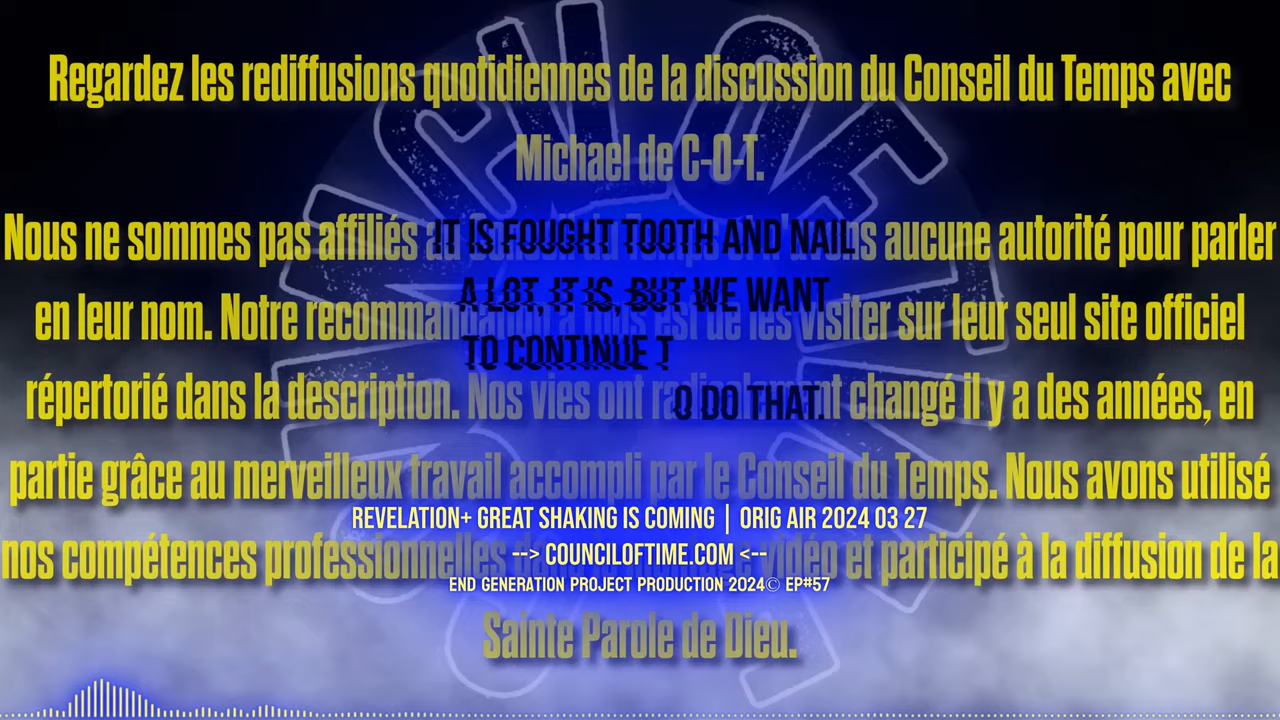 Regardez les rediffusions quotidiennes de la discussion du Conseil du Temps avec
Michael de C-O-T.
Nous ne sommes pas affiliés aucune autorité pour parler
IT IS FOUGHT TOOTH AND NAIL
A LOT, IT IS, BUT WE WANT
en leur nom. Notre recommandation à tous est de les visiter sur leur seul site officiel
TO CONTINUE T
O DO THAT.
répertorié dans la description. Nos vies ont radicalement changé il y a des années, en
partie grâce au merveilleux travail accompli par le Conseil du Temps. Nous avons utilisé
REVELATION+ GREAT SHAKING IS COMING | ORIG AIR 2024 03 27
nos compétences professionnelles vidéo et participé à la diffusion de la
--> COUNCILOFTIME.COM <--
END GENERATION PROJECT PRODUCTION 2024© EP#57
Sainte Parole de Dieu.